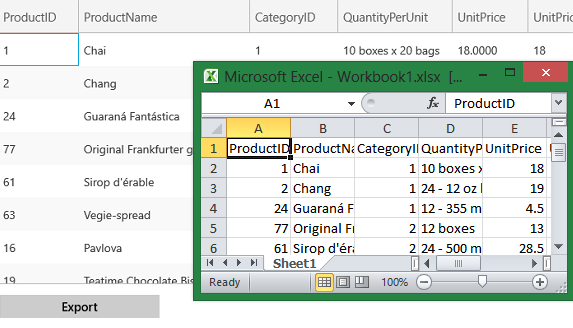 ProductID ProductName CategoryID QuantityPerUnit UnitPrice UnitPric
1 Chai 1 10 boxes x 20 bags 18.0000 18
2 Chang
24 Guaraná Fantástica
77 Original Frankfurter g
61 Sirop d'érable
63 Vegie-spread
16 Pavlova
19 Teatime Chocolate Bis
Export
Microsoft Excel - Workbook1.xlsx [...
A1 fx ProductID
A B C D E
1 ProductID ProductNa CategoryI QuantityP UnitPrice
2 1 Chai 1 10 boxes x 18
3 2 Chang 1 24 - 12 oz 19
4 24 Guaraná F 1 12 - 355 m 4.5
5 77 Original Fr 2 12 boxes 13
6 61 Sirop d'éra 2 24 - 500 m 28.5
Sheet1
Ready 100%